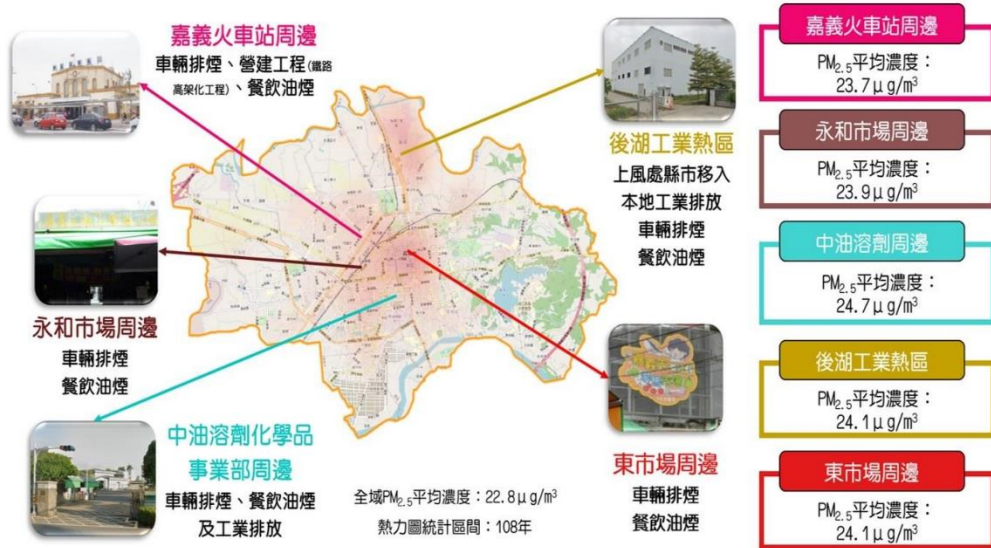 嘉義火車站周邊
車輛排煙、營建工程(鐵路
高架化工程)、餐飲油煙
後湖工業熱區
上風處縣市移入
本地工業排放
車輛排煙
餐飲油煙
永和市場周邊
車輛排煙
餐飲油煙
中油溶劑化學品
事業部周邊
車輛排煙、餐飲油煙
及工業排放
全域PM2.5平均濃度：22.8μg/m³
熱力圖統計區間：108年
東市場周邊
車輛排煙
餐飲油煙
嘉義火車站周邊
PM2.5平均濃度：
23.7μg/m³
永和市場周邊
PM2.5平均濃度：
23.9μg/m³
中油溶劑周邊
PM2.5平均濃度：
24.7μg/m³
後湖工業熱區
PM2.5平均濃度：
24.1μg/m³
東市場周邊
PM2.5平均濃度：
24.1μg/m³